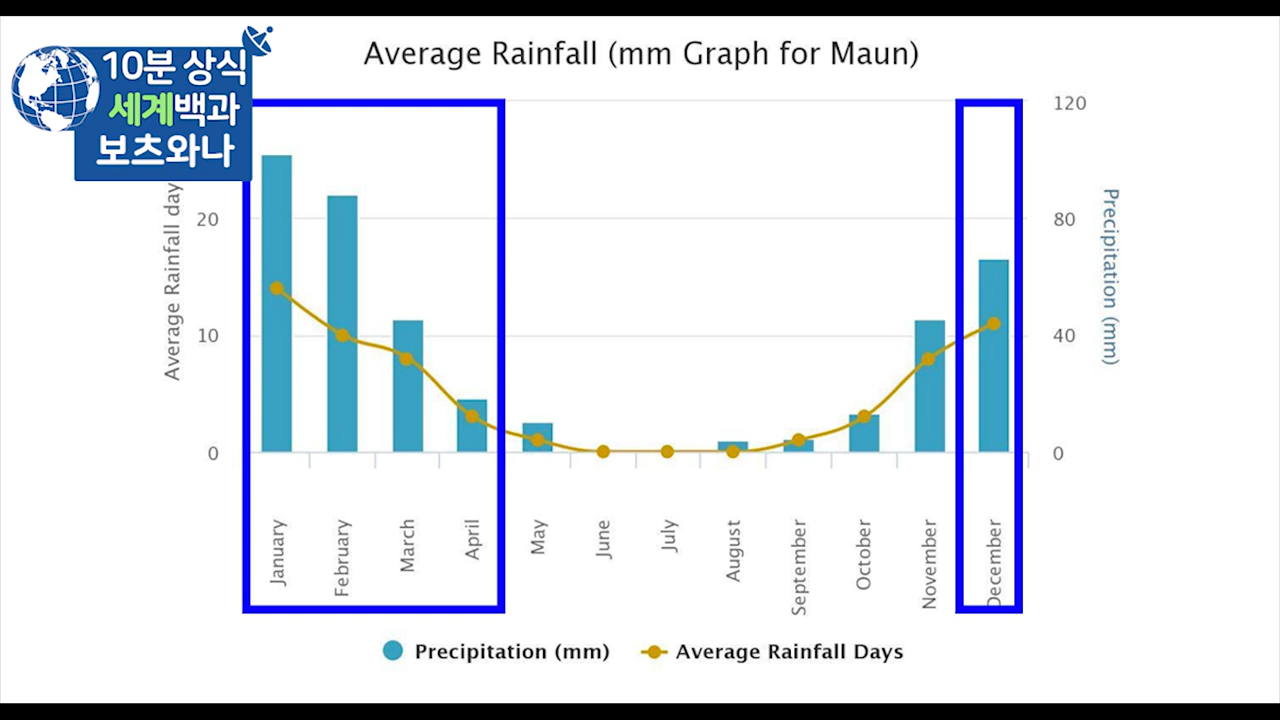 Average Rainfall (mm Graph for Maun)
10분 상식
세계백과
보츠와나
Average Rainfall day
20
10
0
120
80
40
0
Precipitation (mm)
January
February
March
April
May
June
July
August
September
October
November
December
Precipitation (mm)
Average Rainfall Days